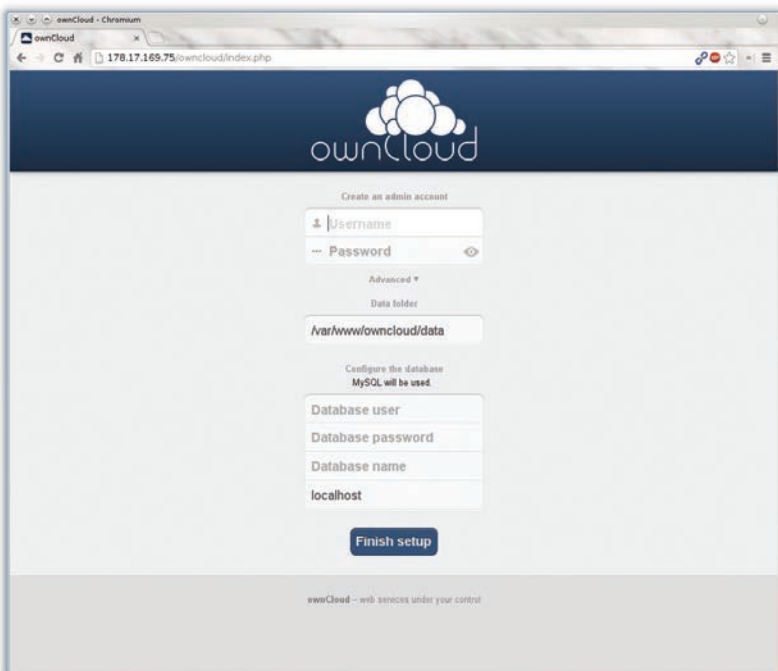 ownCloud - Chromium
ownCloud
178.17.169.75/owncloud/index.php
ownCloud
Create an admin account
Username
Password
Advanced ▾
Data folder
/var/www/owncloud/data
Configure the database
MySQL will be used.
Database user
Database password
Database name
localhost
Finish setup
ownCloud – web services under your control